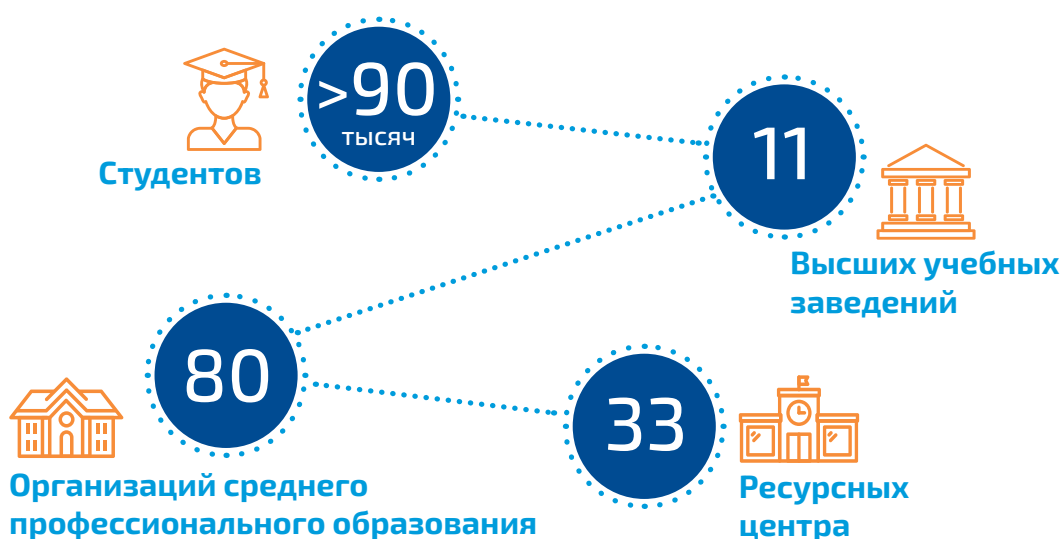 >90
тысяч
Студентов
11
Высших учебных
заведений
80
Организаций среднего
профессионального образования
33
Ресурсных
центра